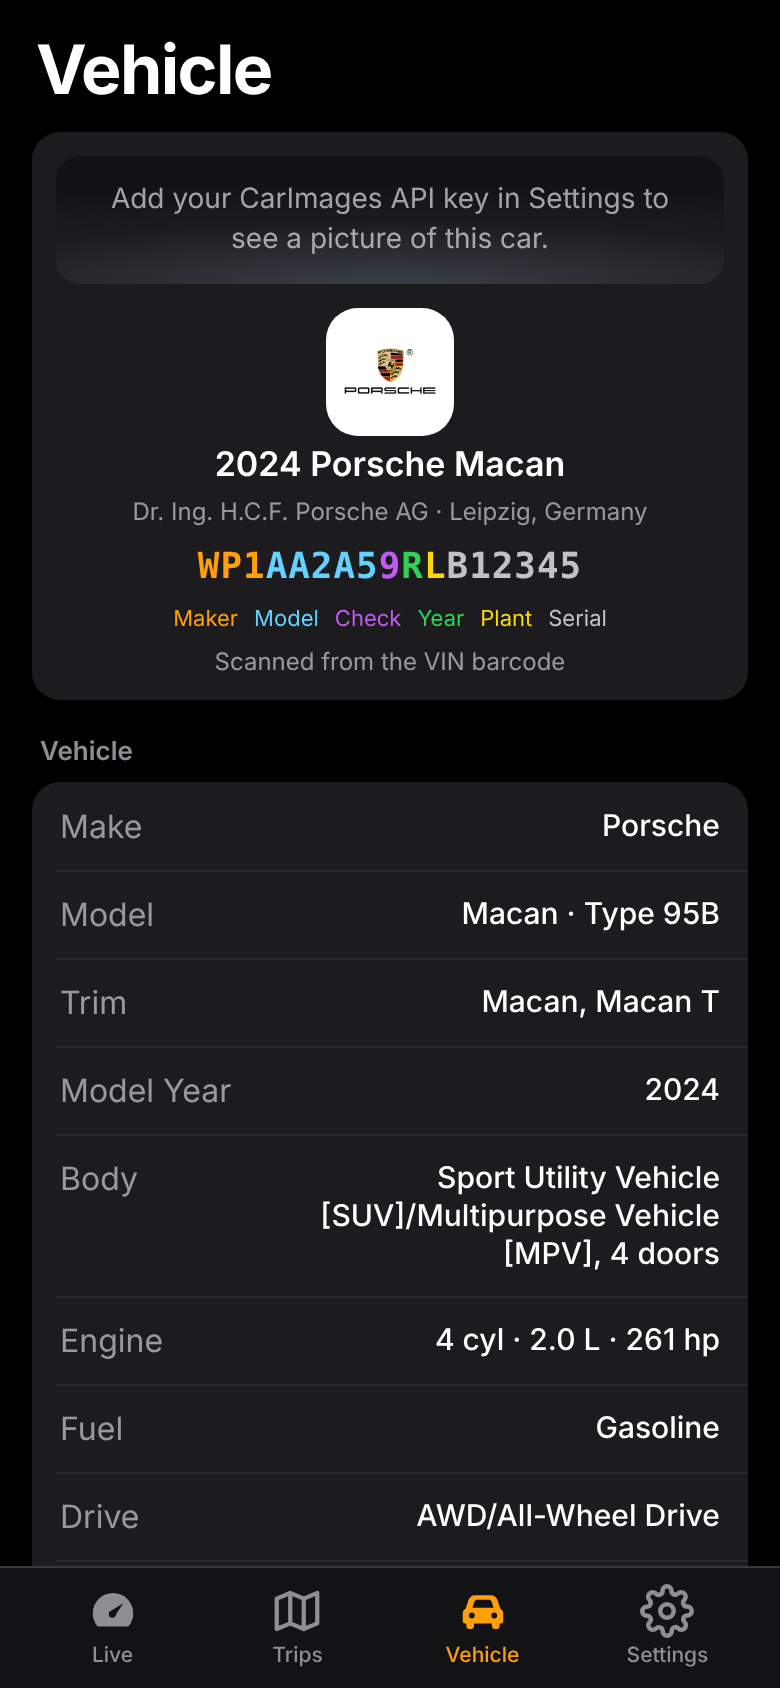 Vehicle
Add your CarImages API key in Settings to
see a picture of this car.
®
PORSCHE
2024 Porsche Macan
Dr. Ing. H.C.F. Porsche AG · Leipzig, Germany
WP1AA2A59RLB12345
Maker Model Check Year Plant Serial
Scanned from the VIN barcode
Vehicle
Make Porsche
Model Macan · Type 95B
Trim Macan, Macan T
Model Year 2024
Body Sport Utility Vehicle
[SUV]/Multipurpose Vehicle
[MPV], 4 doors
Engine 4 cyl · 2.0 L · 261 hp
Fuel Gasoline
Drive AWD/All-Wheel Drive
Live Trips Vehicle Settings